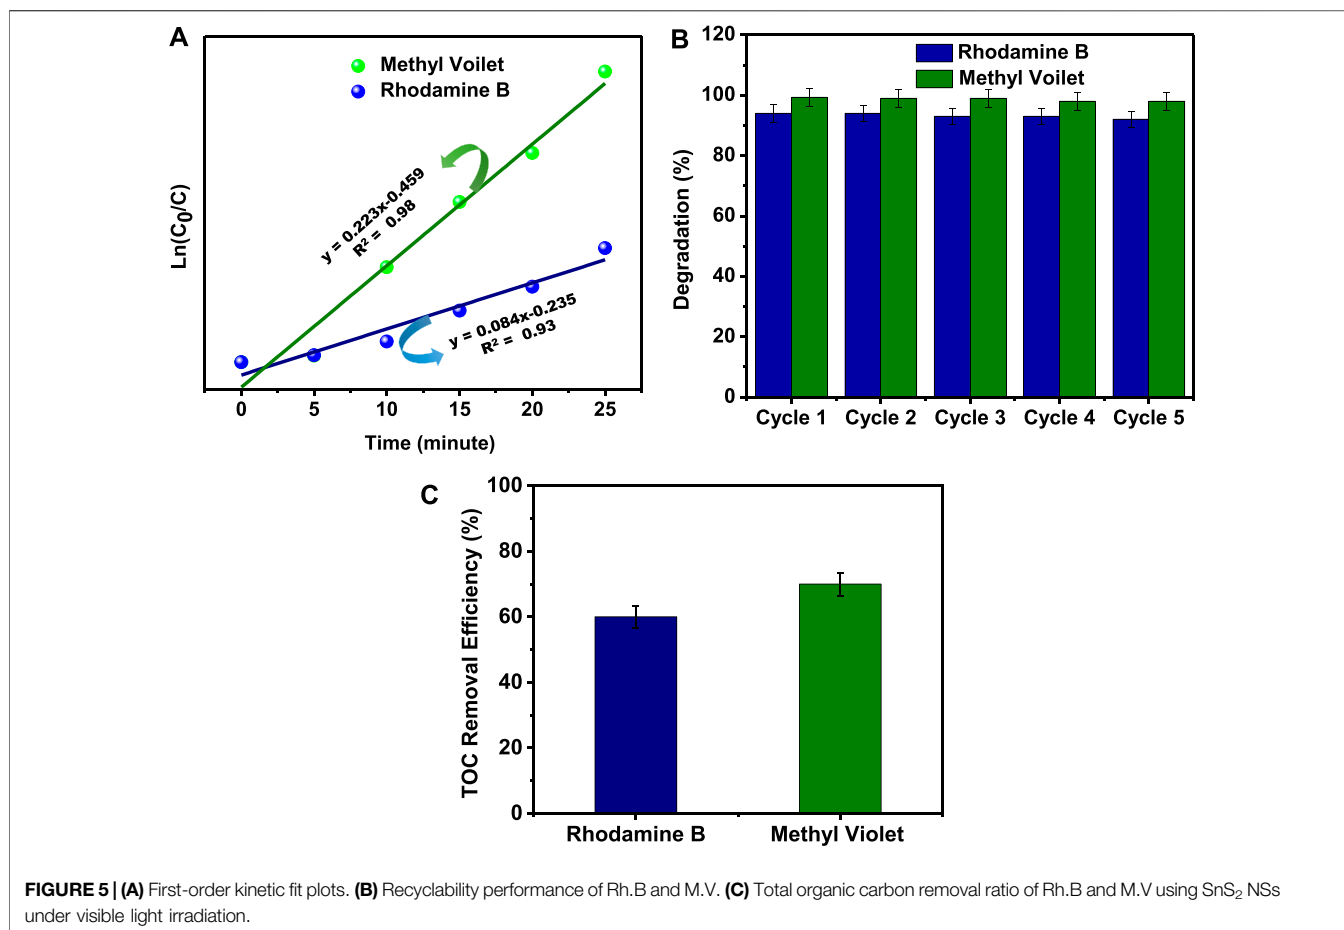 A
Methyl Voilet
Rhodamine B
y = 0.223x-0.459
R² = 0.98
y = 0.084x-0.235
R² = 0.93
Ln(C₀/C)
0 5 10 15 20 25
Time (minute)
B
Rhodamine B
Methyl Voilet
120
100
80
60
40
20
0
Degradation (%)
Cycle 1 Cycle 2 Cycle 3 Cycle 4 Cycle 5
C
100
80
60
40
20
0
TOC Removal Efficiency (%)
Rhodamine B Methyl Violet
FIGURE 5 | (A) First-order kinetic fit plots. (B) Recyclability performance of Rh.B and M.V. (C) Total organic carbon removal ratio of Rh.B and M.V using SnS₂ NSs
under visible light irradiation.